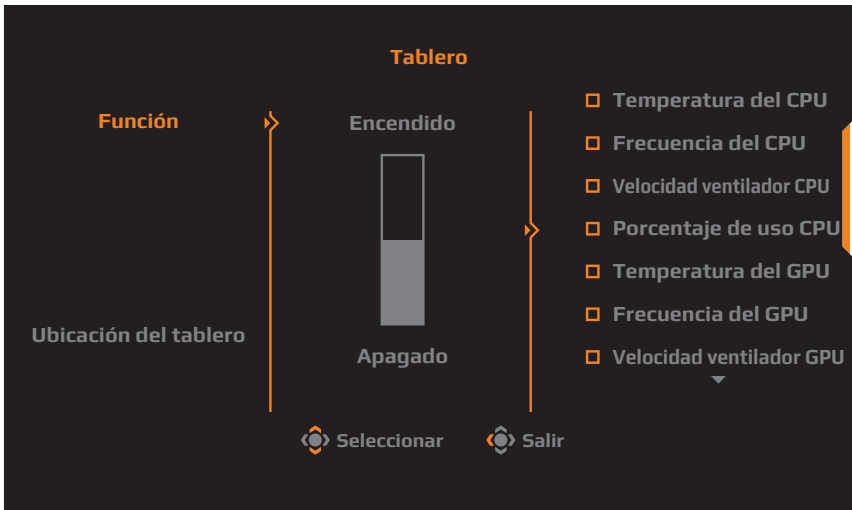 Tablero
Función
Encendido
Apagado
Ubicación del tablero
Temperatura del CPU
Frecuencia del CPU
Velocidad ventilador CPU
Porcentaje de uso CPU
Temperatura del GPU
Frecuencia del GPU
Velocidad ventilador GPU
Seleccionar
Salir